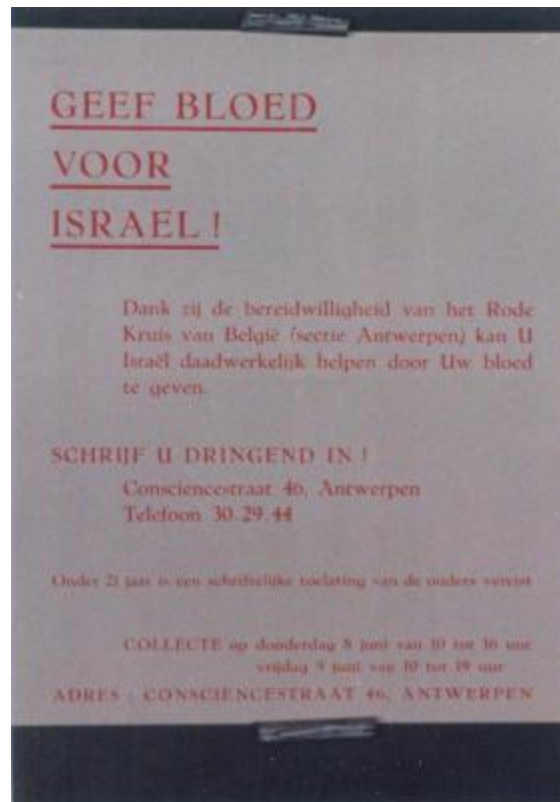 GEEF BLOED
VOOR
ISRAEL !
Dank zij de bereidwilligheid van het Rode
Kruis van België (sectie Antwerpen) kan U
Israël daadwerkelijk helpen door Uw bloed
te geven.
SCHRIJF U DRINGEND IN !
Consciencestraat 46, Antwerpen
Telefoon 30.29.44
Onder 21 jaar is een schriftelijke toelating van de ouders vereist
COLLECTE op donderdag 8 juni van 10 tot 16 uur
vrijdag 9 juni van 10 tot 19 uur
ADRES : CONSCIENCESTRAAT 46, ANTWERPEN